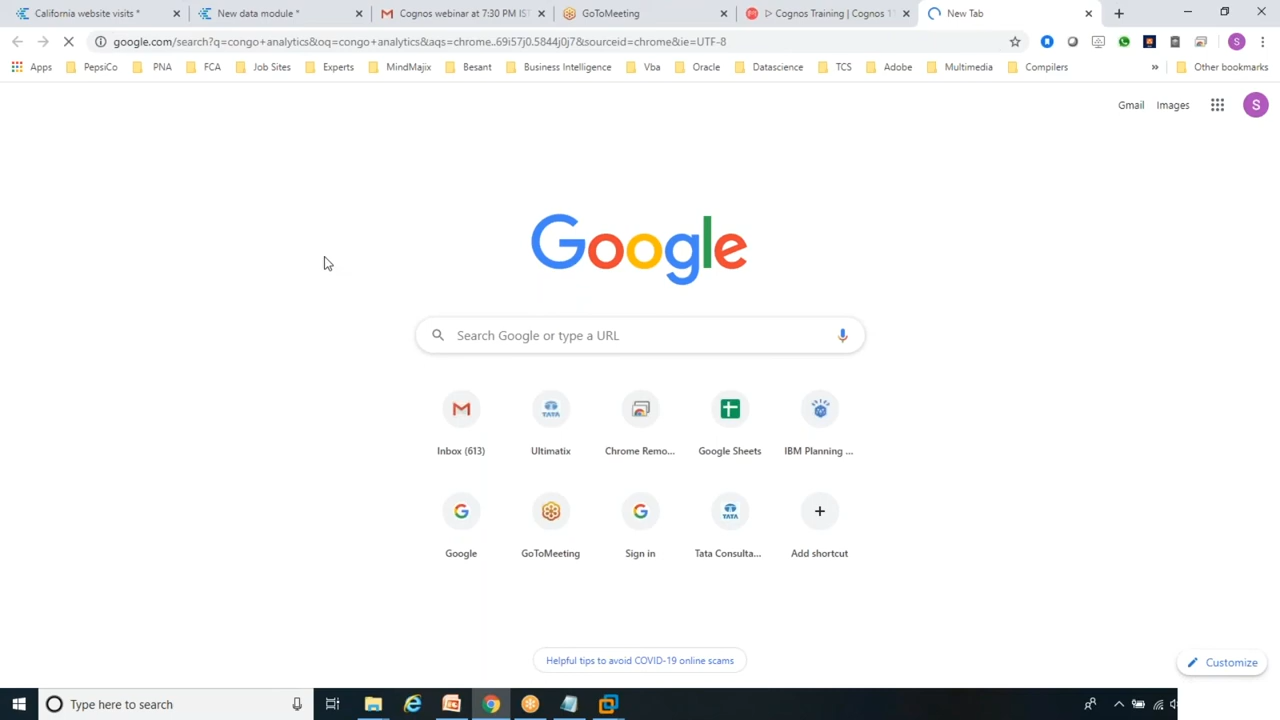 California website visits *
New data module *
Cognos webinar at 7:30 PM IST
GoToMeeting
Cognos Training | Cognos 1
New Tab
google.com/search?q=congo+analytics&oq=congo+analytics&aqs=chrome..69i57j0.5844j0j7&sourceid=chrome&ie=UTF-8
S
Apps PepsiCo PNA FCA Job Sites Experts MindMajix Besant Business Intelligence Vba Oracle Datascience TCS Adobe Multimedia Compilers » Other bookmarks
Gmail Images S
Google
Search Google or type a URL
TATA
Inbox (613) Ultimatix Chrome Remo... Google Sheets IBM Planning ...
TATA
Google GoToMeeting Sign in Tata Consulta... Add shortcut
Helpful tips to avoid COVID-19 online scams
Customize
Type here to search